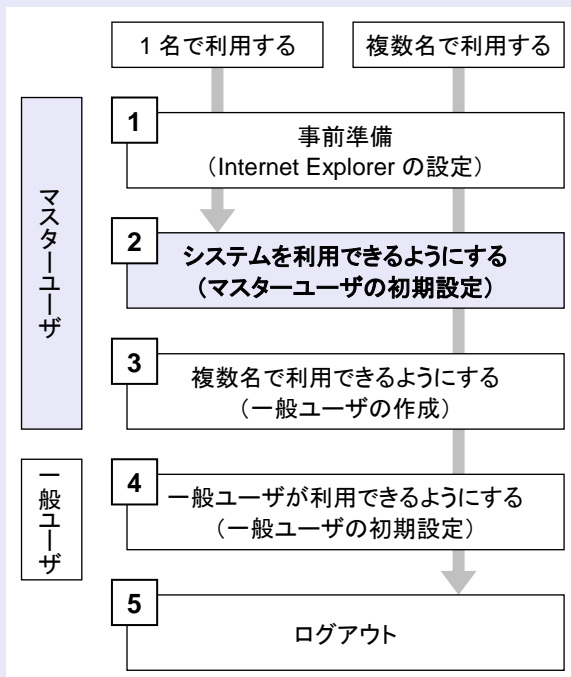 1 名で利用する
複数名で利用する
マスターユーザ
1
事前準備
（Internet Explorer の設定）
2
システムを利用できるようにする
（マスターユーザの初期設定）
3
複数名で利用できるようにする
（一般ユーザの作成）
一般ユーザ
4
一般ユーザが利用できるようにする
（一般ユーザの初期設定）
5
ログアウト